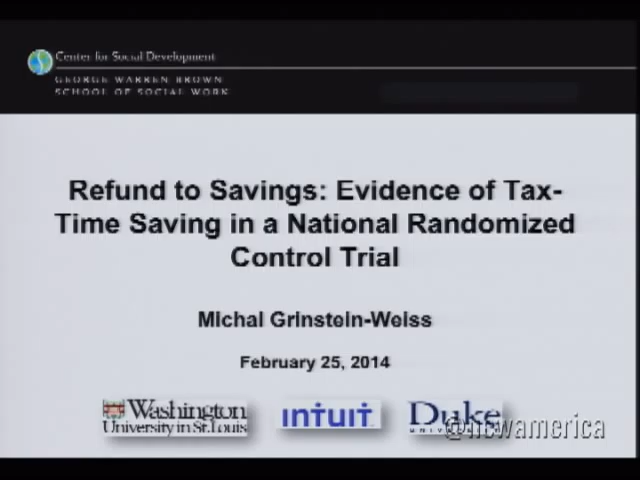 Center for Social Development
GEORGE WARREN BROWN
SCHOOL OF SOCIAL WORK
Refund to Savings: Evidence of Tax-
Time Saving in a National Randomized
Control Trial
Michal Grinstein-Weiss
February 25, 2014
Washington
University in St. Louis
INTUIT
Duke
UNIVERSITY
@newamerica